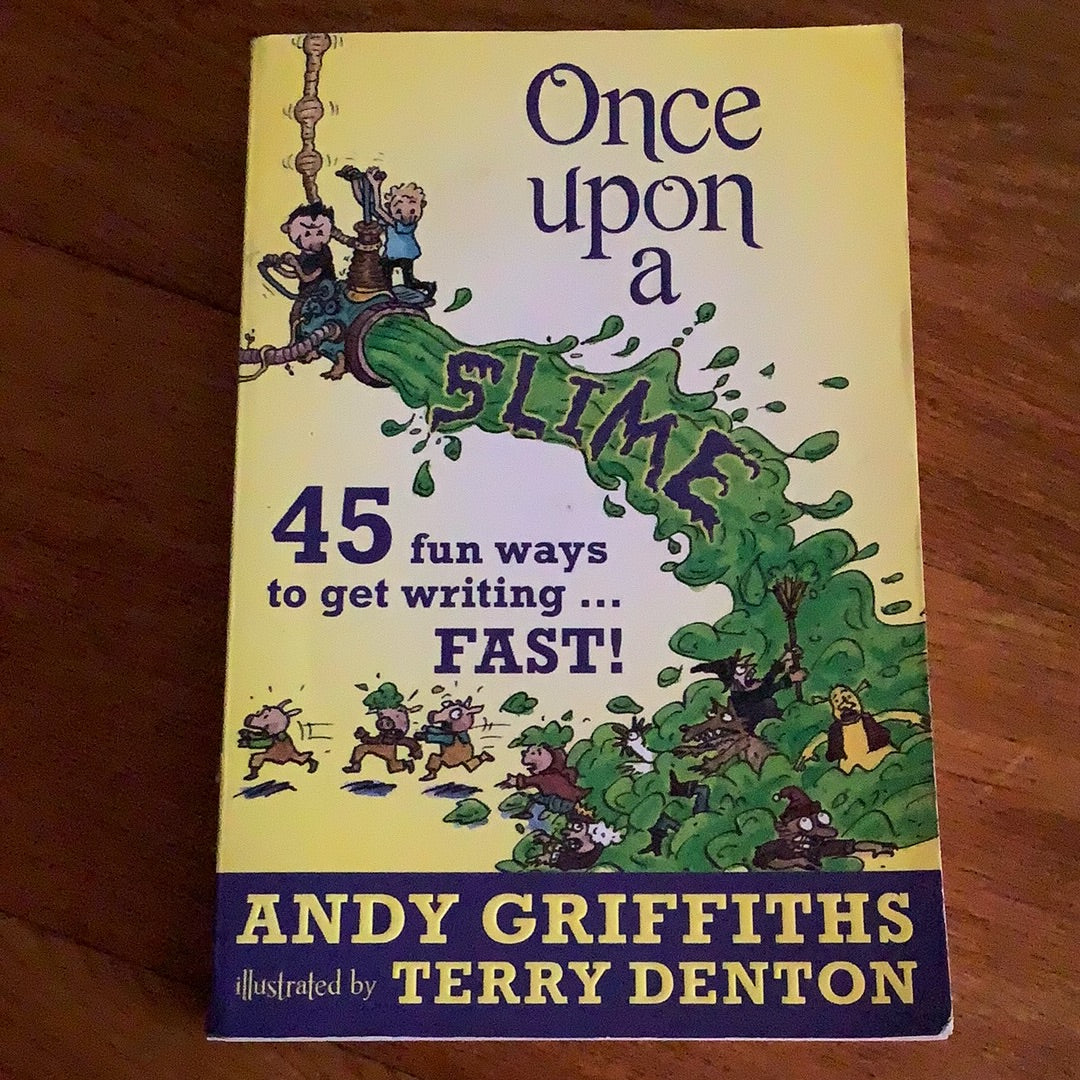 Once
upon
a
SLIME
45 fun ways
to get writing ...
FAST!
ANDY GRIFFITHS
illustrated by TERRY DENTON